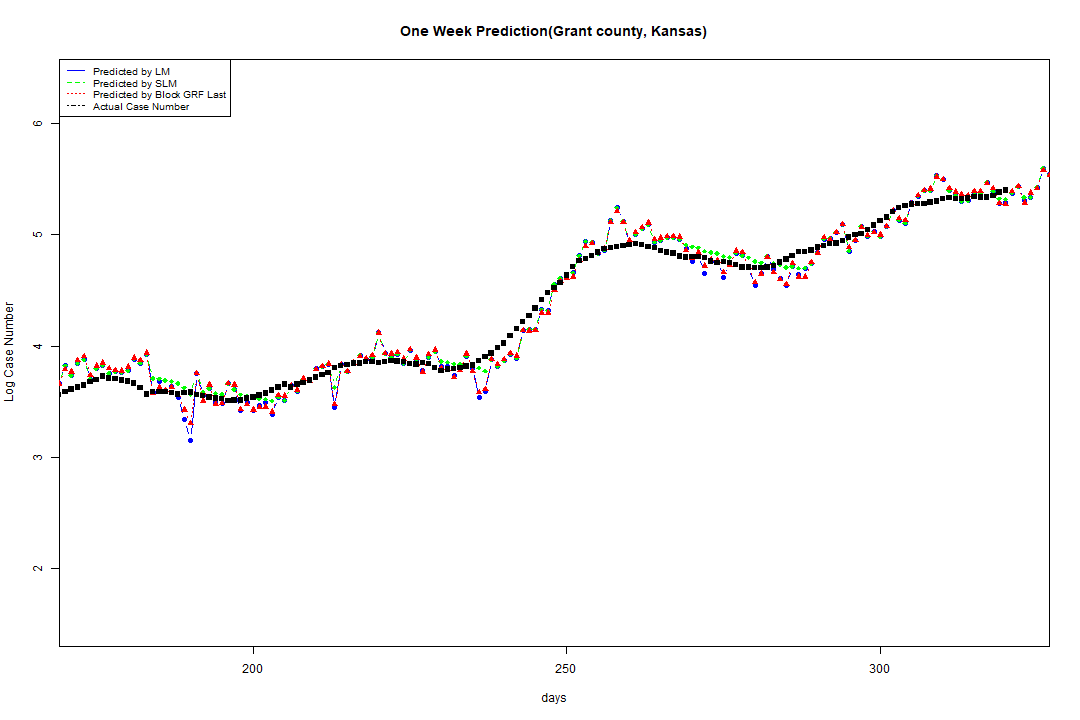 One Week Prediction(Grant county, Kansas)
Predicted by LM
Predicted by SLM
Predicted by Block GRF Last
Actual Case Number
Log Case Number
6
5
4
3
2
200
250
300
days